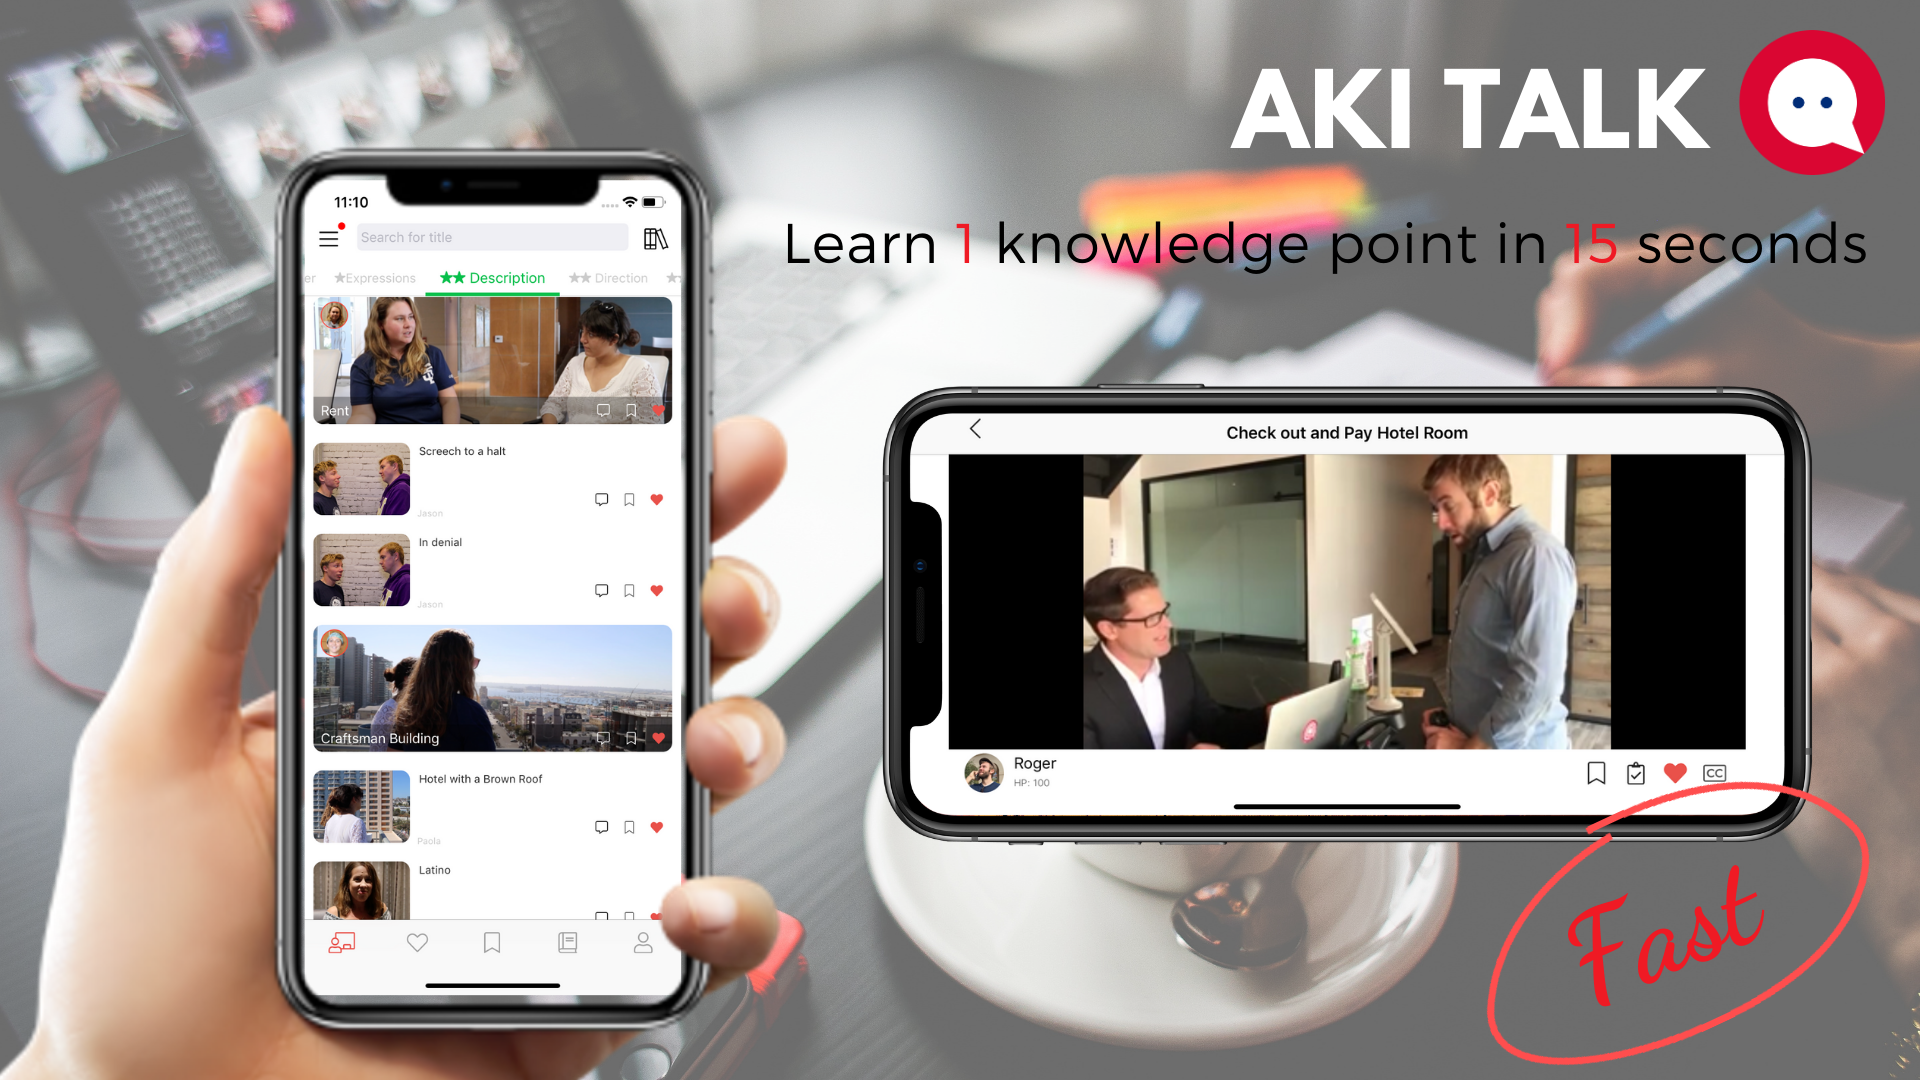 AKI TALK
Learn 1 knowledge point in 15 seconds
11:10
Search for title
er ★Expressions ★★ Description ★★ Direction ★
Rent
Screech to a halt
Jason
In denial
Jason
Craftsman Building
Hotel with a Brown Roof
Paola
Latino
Check out and Pay Hotel Room
Roger
HP: 100
CC
Fast